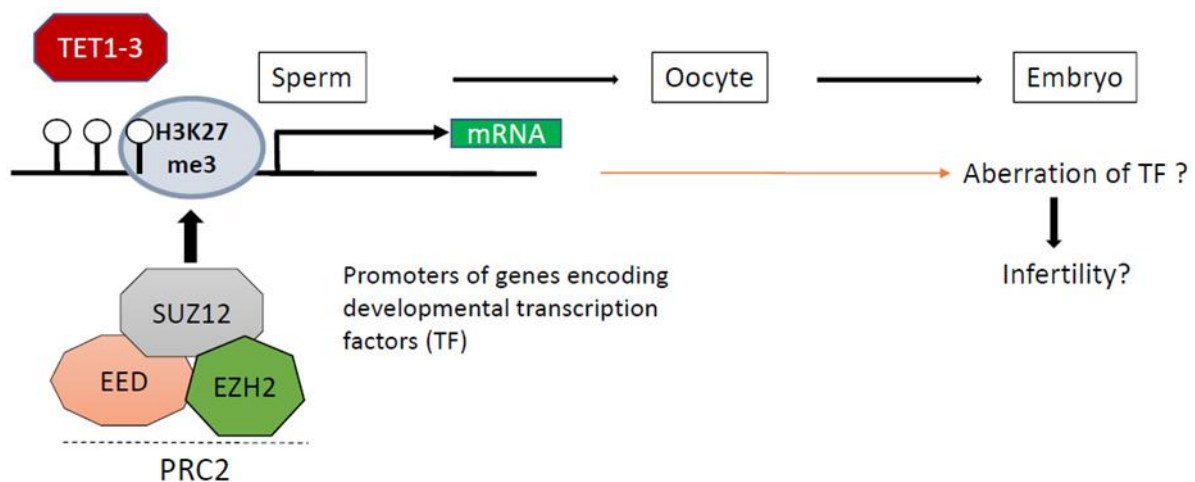 TET1-3
Sperm
Oocyte
Embryo
H3K27
me3
mRNA
Aberration of TF ?
Infertility?
SUZ12
EED
EZH2
PRC2
Promoters of genes encoding
developmental transcription
factors (TF)